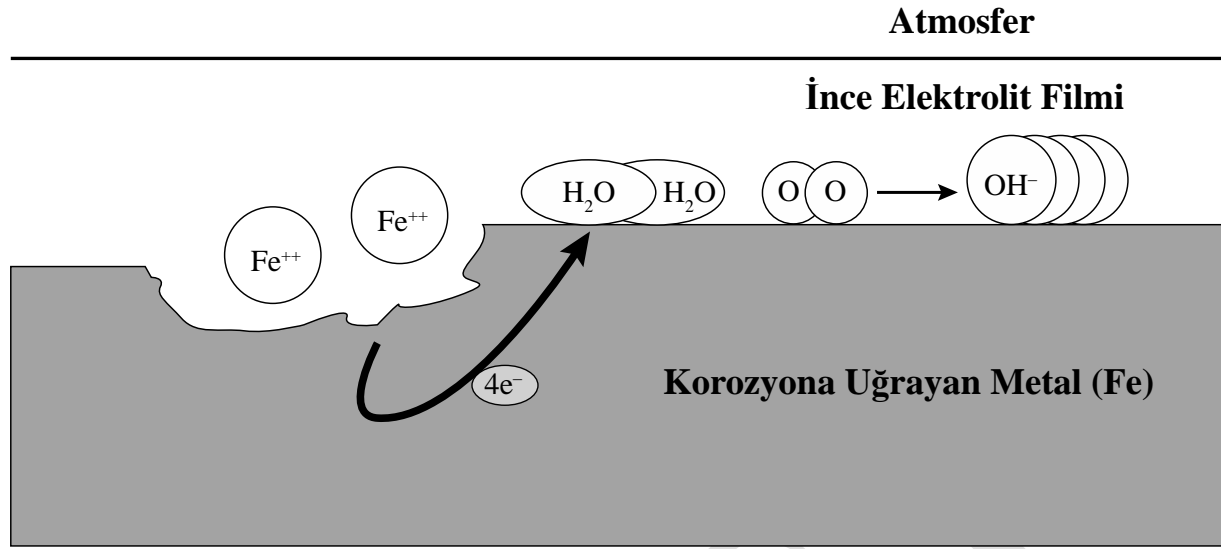 Atmosfer
İnce Elektrolit Filmi
Fe⁺⁺
Fe⁺⁺
H₂O
H₂O
O
O
OH⁻
4e⁻
Korozyona Uğrayan Metal (Fe)